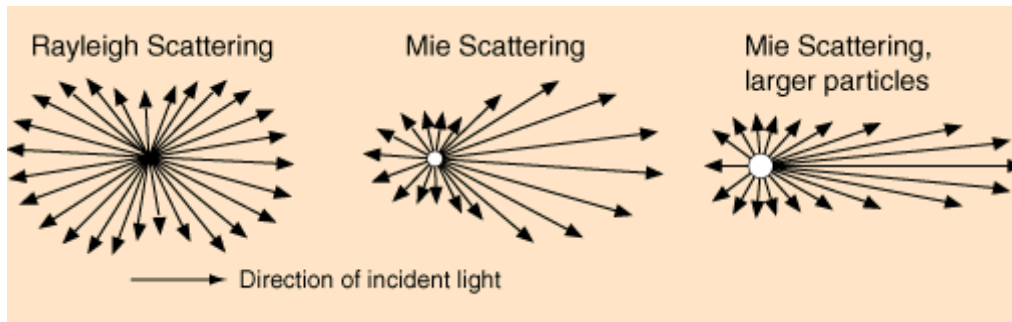 Rayleigh Scattering
Mie Scattering
Mie Scattering,
larger particles
Direction of incident light